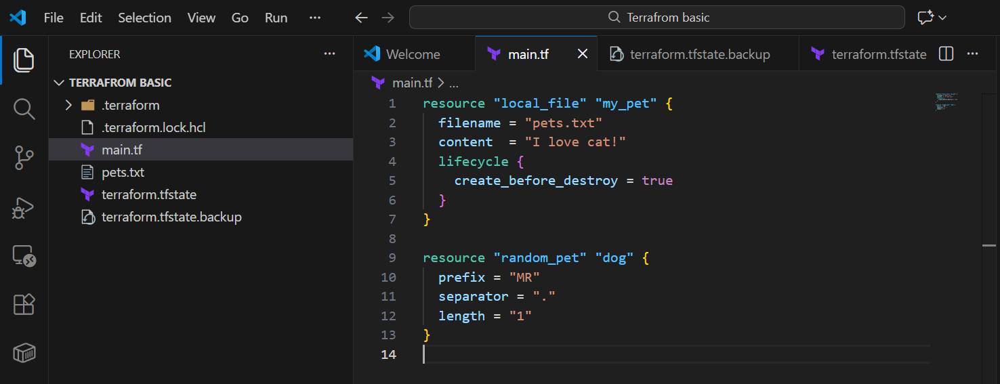 File Edit Selection View Go Run ···
Terrafrom basic
EXPLORER ···
Welcome main.tf terraform.tfstate.backup terraform.tfstate ···
TERRAFROM BASIC
.terraform
.terraform.lock.hcl
main.tf
pets.txt
terraform.tfstate
terraform.tfstate.backup
main.tf > ...
1 resource "local_file" "my_pet" {
2   filename = "pets.txt"
3   content  = "I love cat!"
4   lifecycle {
5     create_before_destroy = true
6   }
7 }
8
9 resource "random_pet" "dog" {
10   prefix = "MR"
11   separator = "."
12   length = "1"
13 }
14